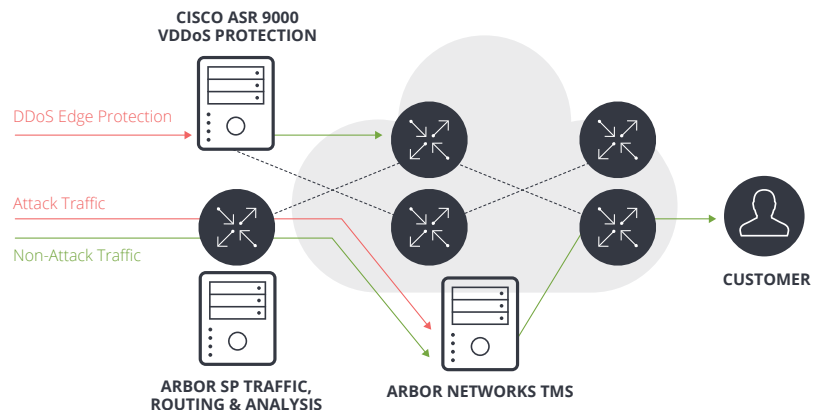 CISCO ASR 9000
VDDoS PROTECTION
DDoS Edge Protection
Attack Traffic
Non-Attack Traffic
CUSTOMER
ARBOR SP TRAFFIC,
ROUTING & ANALYSIS
ARBOR NETWORKS TMS